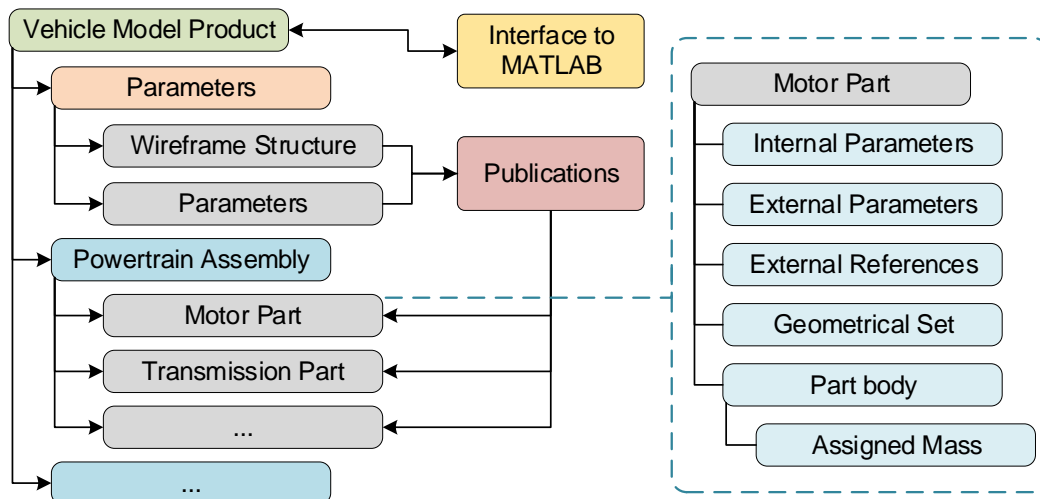 Vehicle Model Product
Interface to
MATLAB
Parameters
Wireframe Structure
Parameters
Publications
Powertrain Assembly
Motor Part
Transmission Part
...
...
Motor Part
Internal Parameters
External Parameters
External References
Geometrical Set
Part body
Assigned Mass